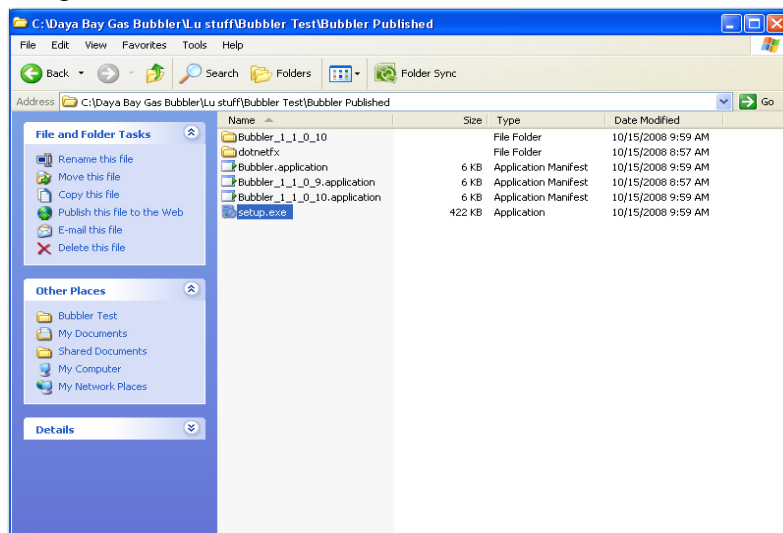 C:\Daya Bay Gas Bubbler\Lu stuff\Bubbler Test\Bubbler Published
File Edit View Favorites Tools Help
Back Search Folders Folder Sync
Address C:\Daya Bay Gas Bubbler\Lu stuff\Bubbler Test\Bubbler Published Go
File and Folder Tasks
Rename this file
Move this file
Copy this file
Publish this file to the Web
E-mail this file
Delete this file
Other Places
Bubbler Test
My Documents
Shared Documents
My Computer
My Network Places
Details
Name Size Type Date Modified
Bubbler_1_1_0_10 File Folder 10/15/2008 9:59 AM
dotnetfx File Folder 10/15/2008 8:57 AM
Bubbler.application 6 KB Application Manifest 10/15/2008 9:59 AM
Bubbler_1_1_0_9.application 6 KB Application Manifest 10/15/2008 8:57 AM
Bubbler_1_1_0_10.application 6 KB Application Manifest 10/15/2008 9:59 AM
setup.exe 422 KB Application 10/15/2008 9:59 AM